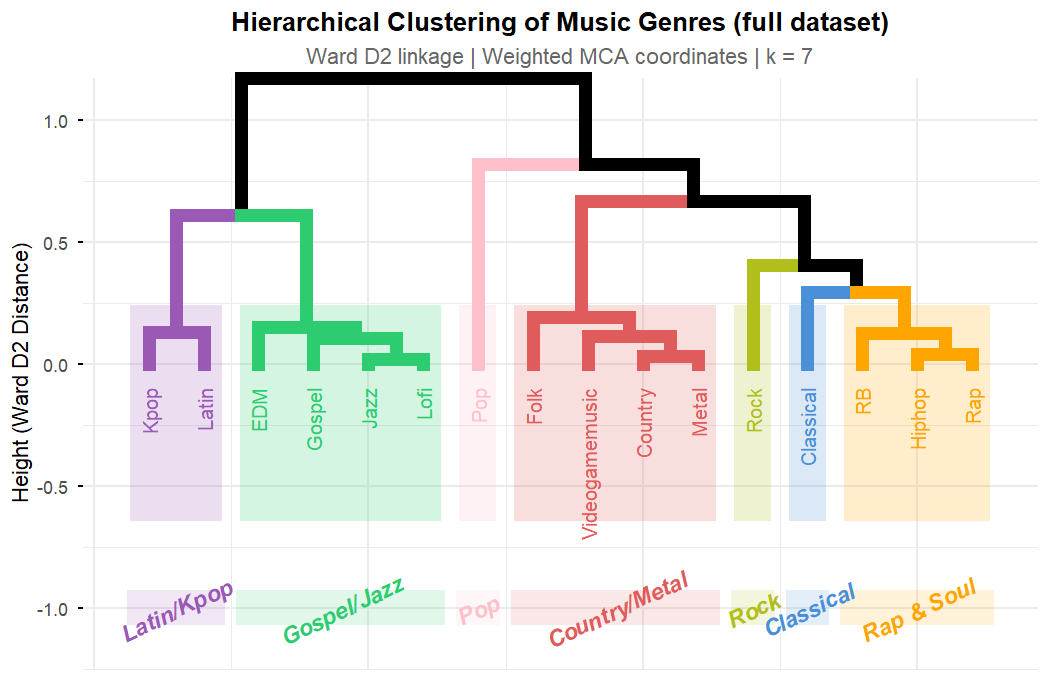 Hierarchical Clustering of Music Genres (full dataset)
Ward D2 linkage | Weighted MCA coordinates | k = 7
Height (Ward D2 Distance)
1.0
0.5
0.0
-0.5
-1.0
Kpop
Latin
EDM
Gospel
Jazz
Lofi
Pop
Folk
Videogamemusic
Country
Metal
Rock
Classical
RB
Hiphop
Rap
Latin/Kpop
Gospel/Jazz
Pop
Country/Metal
Rock
Classical
Rap & Soul